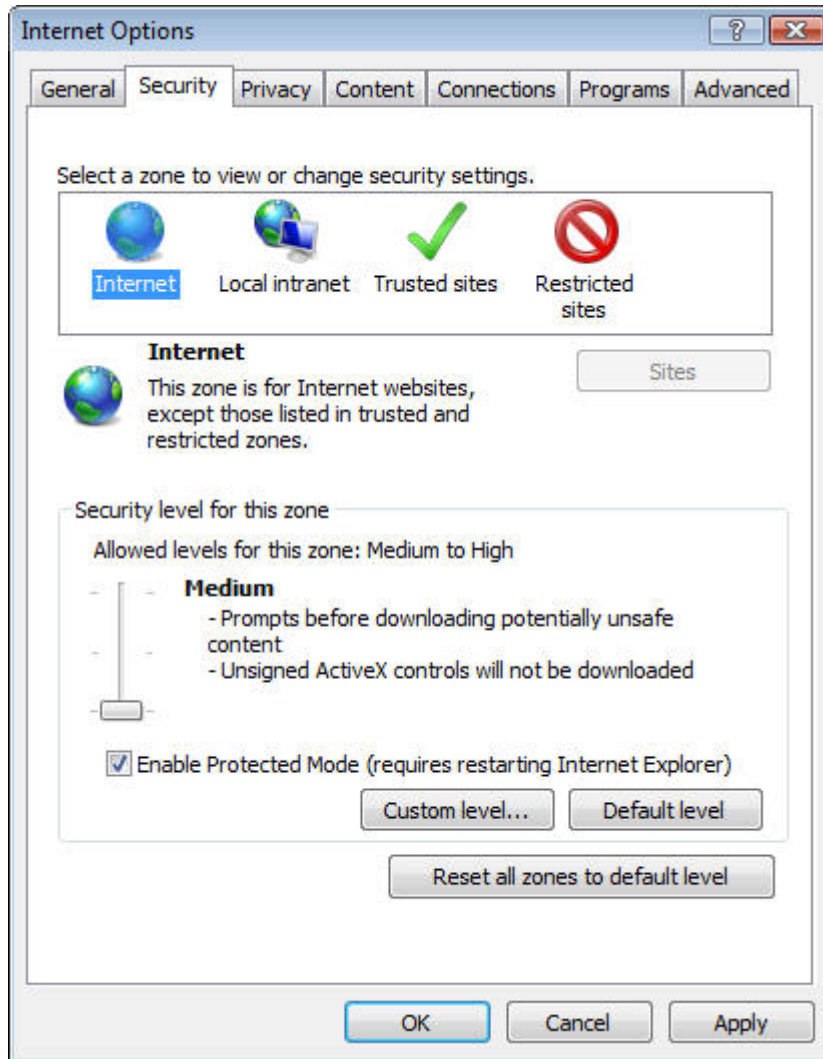 Internet Options
General Security Privacy Content Connections Programs Advanced
Select a zone to view or change security settings.
Internet Local intranet Trusted sites Restricted
sites
Internet
Sites
This zone is for Internet websites,
except those listed in trusted and
restricted zones.
Security level for this zone
Allowed levels for this zone: Medium to High
Medium
- Prompts before downloading potentially unsafe
content
- Unsigned ActiveX controls will not be downloaded
Enable Protected Mode (requires restarting Internet Explorer)
Custom level... Default level
Reset all zones to default level
OK Cancel Apply